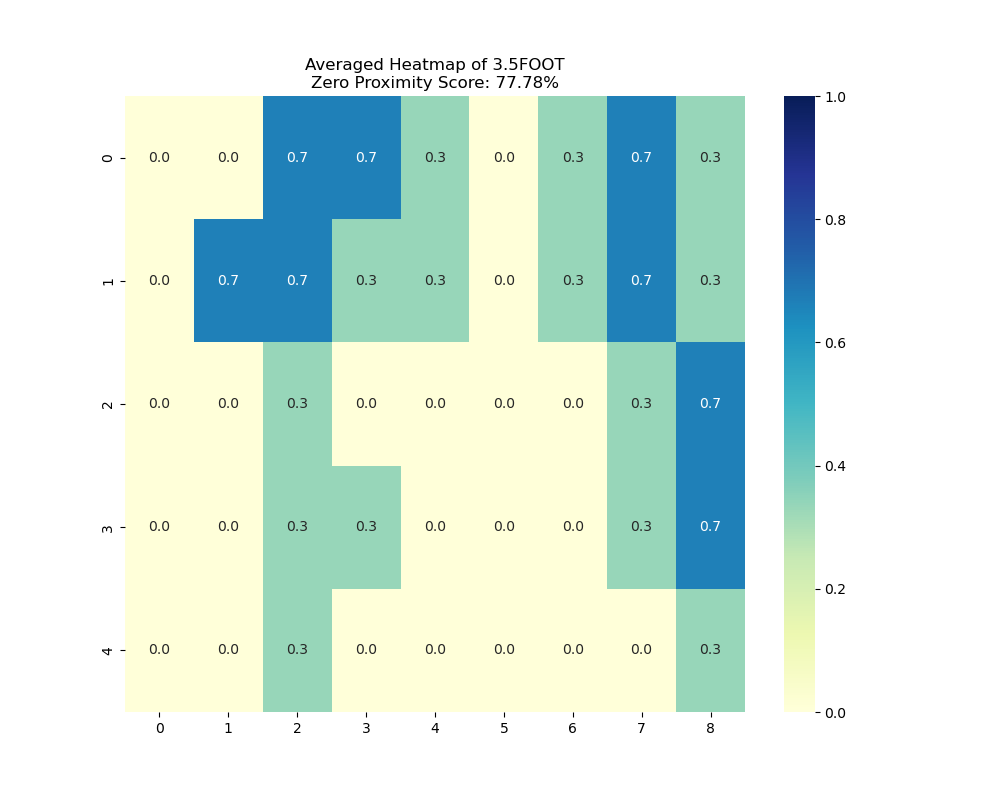 Averaged Heatmap of 3.5FOOT
Zero Proximity Score: 77.78%
0 0.0 0.0 0.7 0.7 0.3 0.0 0.3 0.7 0.3
1 0.0 0.7 0.7 0.3 0.3 0.0 0.3 0.7 0.3
2 0.0 0.0 0.3 0.0 0.0 0.0 0.0 0.3 0.7
3 0.0 0.0 0.3 0.3 0.0 0.0 0.0 0.3 0.7
4 0.0 0.0 0.3 0.0 0.0 0.0 0.0 0.0 0.3
0 1 2 3 4 5 6 7 8
1.0
0.8
0.6
0.4
0.2
0.0